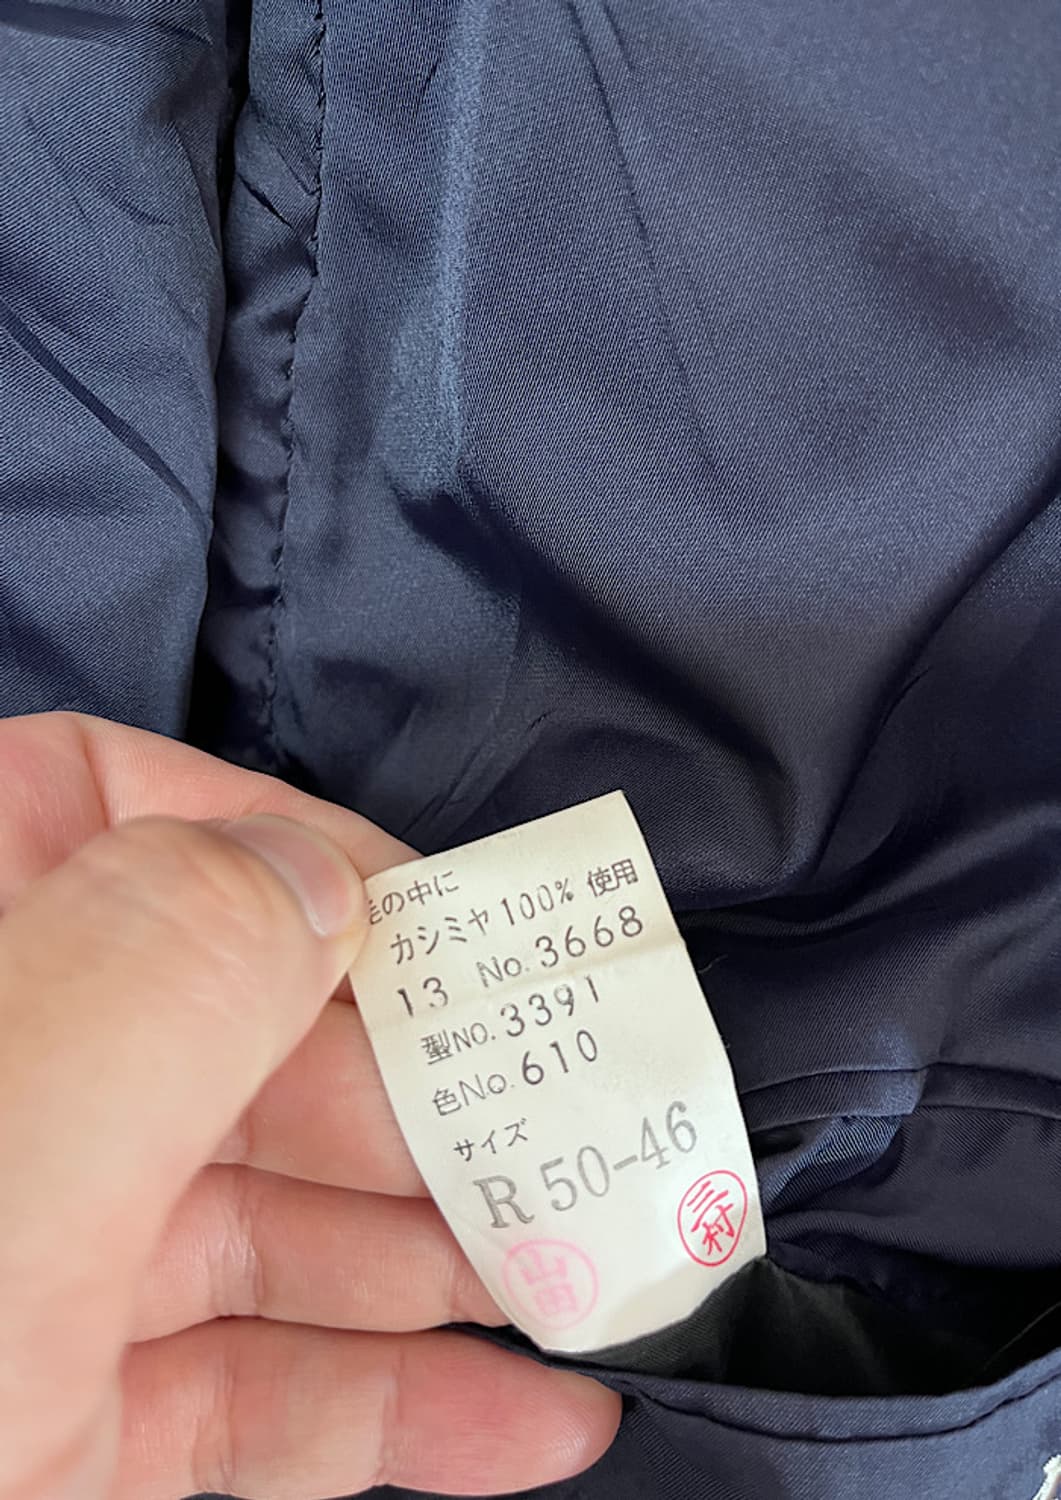 毛の中に
カシミヤ100% 使用
13 No. 3668
型NO. 3391
色No. 610
サイズ
R 50-46
三村
山田